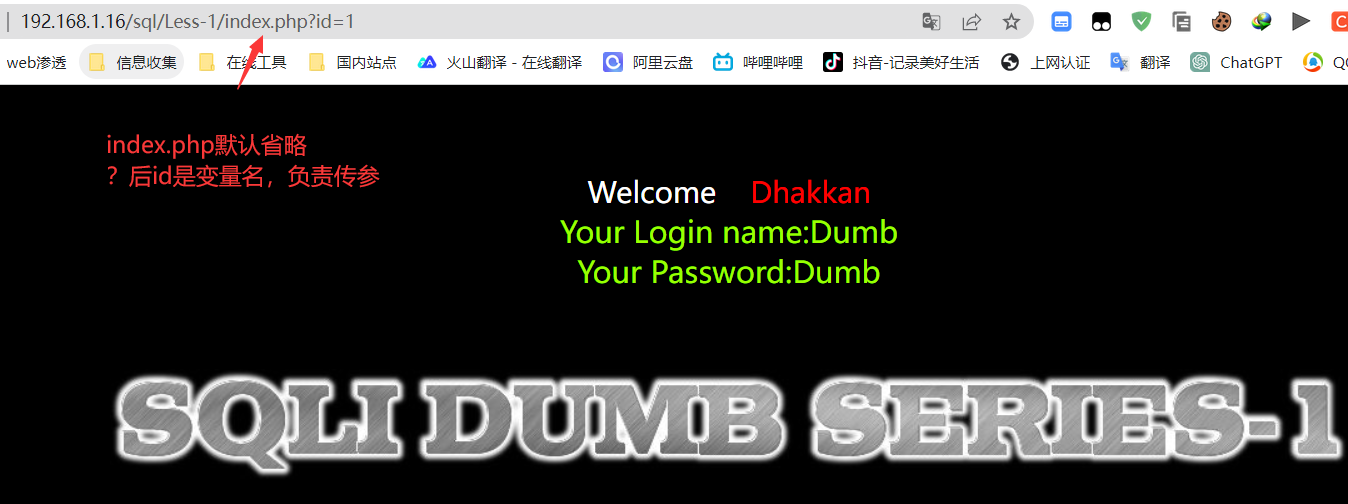 192.168.1.16/sql/Less-1/index.php?id=1
web渗透 信息收集 在线工具 国内站点 火山翻译 - 在线翻译 阿里云盘 哔哩哔哩 抖音-记录美好生活 上网认证 翻译 ChatGPT
index.php默认省略
？后id是变量名，负责传参
Welcome Dhakkan
Your Login name:Dumb
Your Password:Dumb
SQLI DUMB SERIES-1